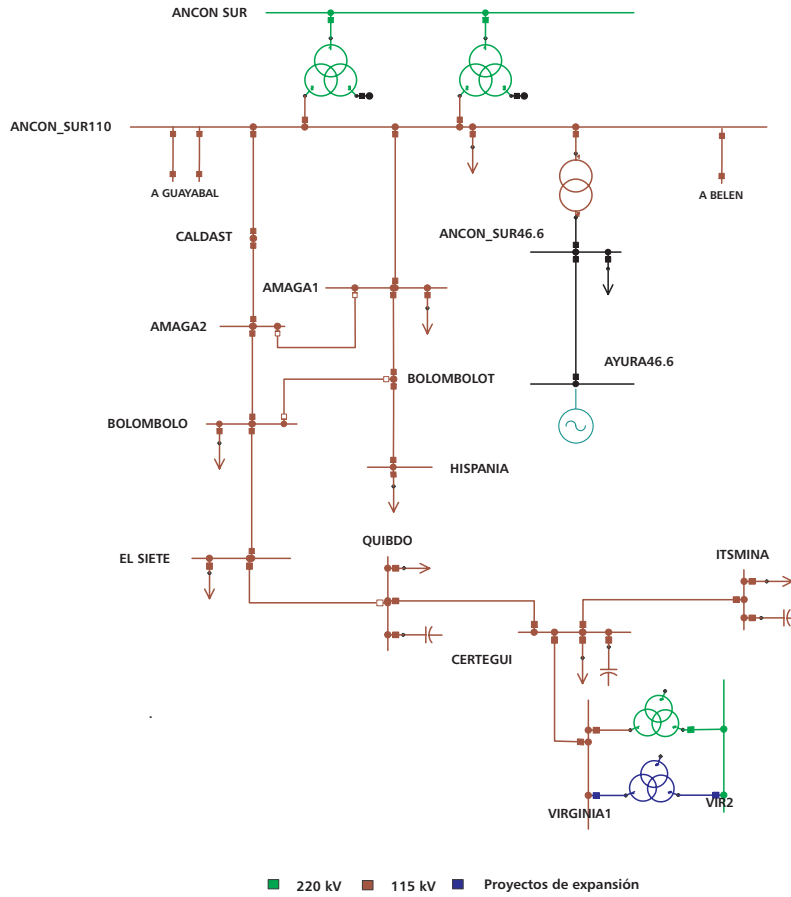 ANCON SUR
ANCON_SUR110
A GUAYABAL
A BELEN
CALDAST
ANCON_SUR46.6
AMAGA1
AMAGA2
AYURA46.6
BOLOMBOLOT
BOLOMBOLO
HISPANIA
QUIBDO
EL SIETE
ITSMINA
CERTEGUI
VIRGINIA1
VIR2
220 kV 115 kV Proyectos de expansión